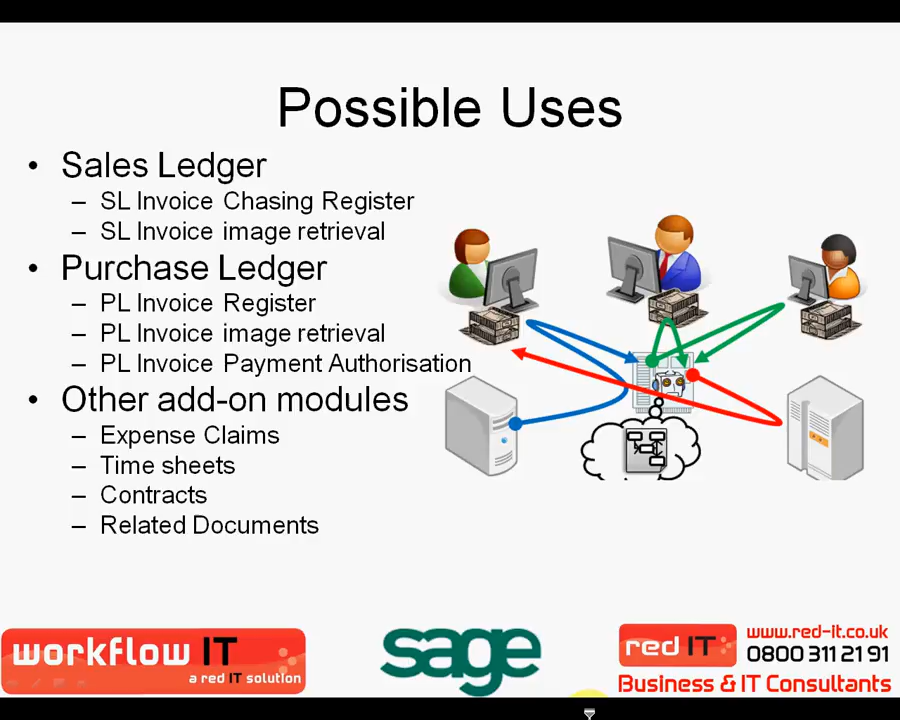 Possible Uses
• Sales Ledger
– SL Invoice Chasing Register
– SL Invoice image retrieval
• Purchase Ledger
– PL Invoice Register
– PL Invoice image retrieval
– PL Invoice Payment Authorisation
• Other add-on modules
– Expense Claims
– Time sheets
– Contracts
– Related Documents
workflow IT
a red IT solution
sage
red IT
www.red-it.co.uk
0800 311 21 91
Business & IT Consultants